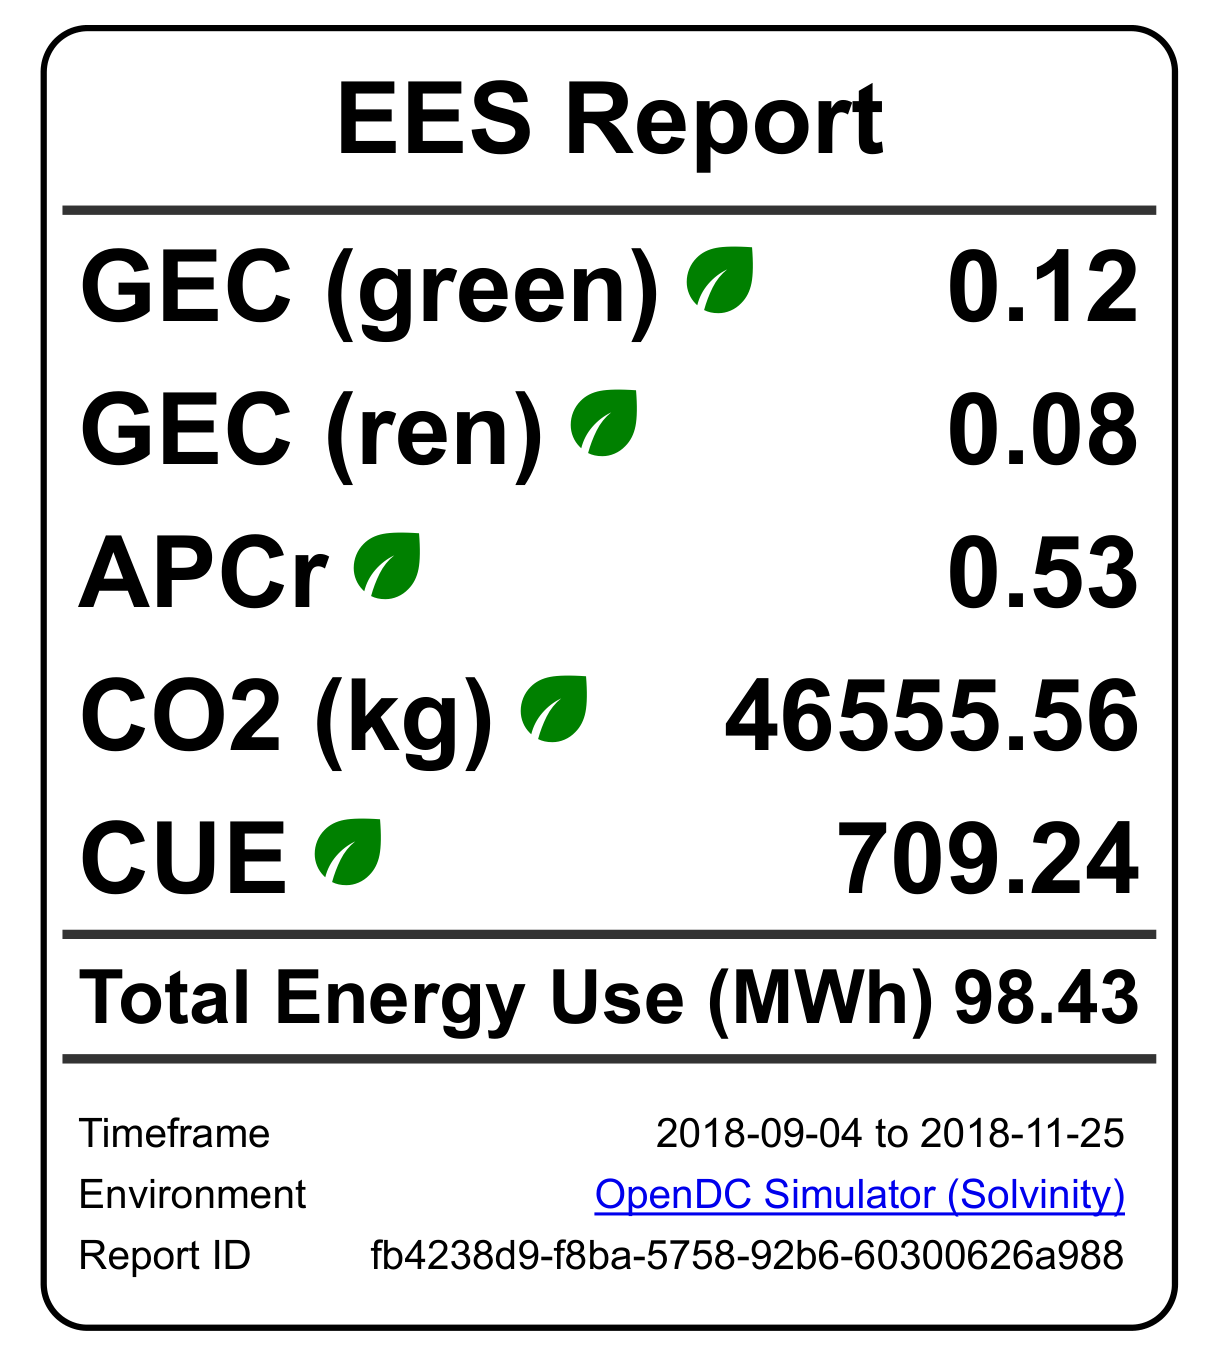 EES Report
GEC (green) 0.12
GEC (ren) 0.08
APCr 0.53
CO2 (kg) 46555.56
CUE 709.24
Total Energy Use (MWh) 98.43
Timeframe 2018-09-04 to 2018-11-25
Environment OpenDC Simulator (Solvinity)
Report ID fb4238d9-f8ba-5758-92b6-60300626a988